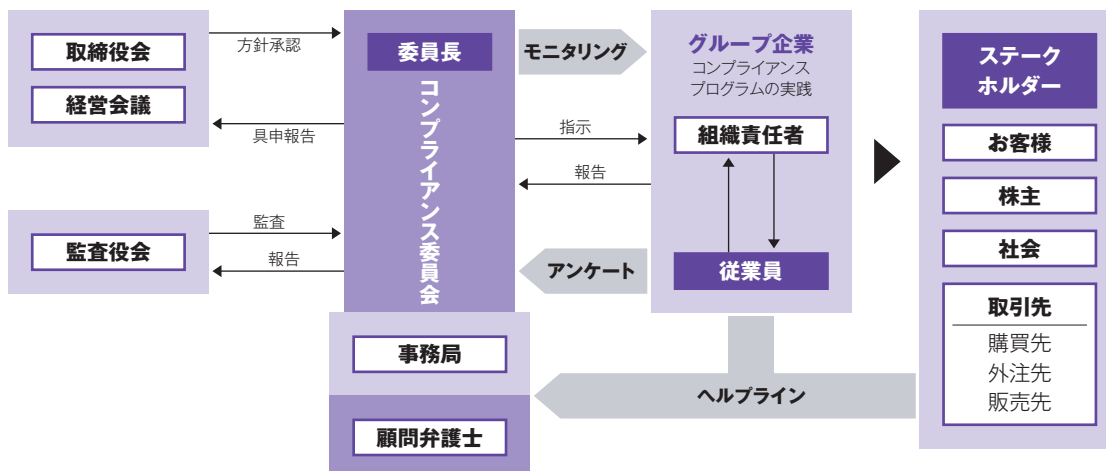 取締役会
経営会議
方針承認
具申報告
監査役会
監査
報告
委員長
コンプライアンス委員会
事務局
顧問弁護士
モニタリング
指示
報告
アンケート
グループ企業
コンプライアンス
プログラムの実践
組織責任者
従業員
ヘルプライン
ステーク
ホルダー
お客様
株主
社会
取引先
購買先
外注先
販売先